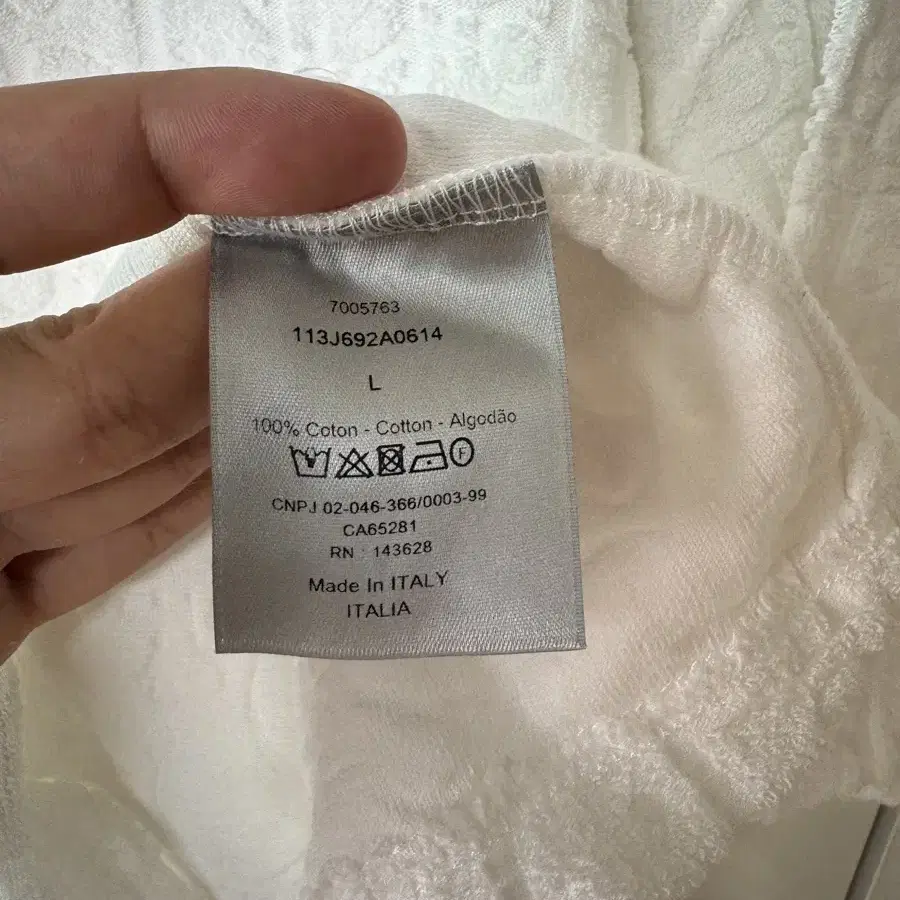 7005763
113J692A0614
L
100% Coton - Cotton - Algodão
F
CNPJ 02-046-366/0003-99
CA65281
RN : 143628
Made In ITALY
ITALIA